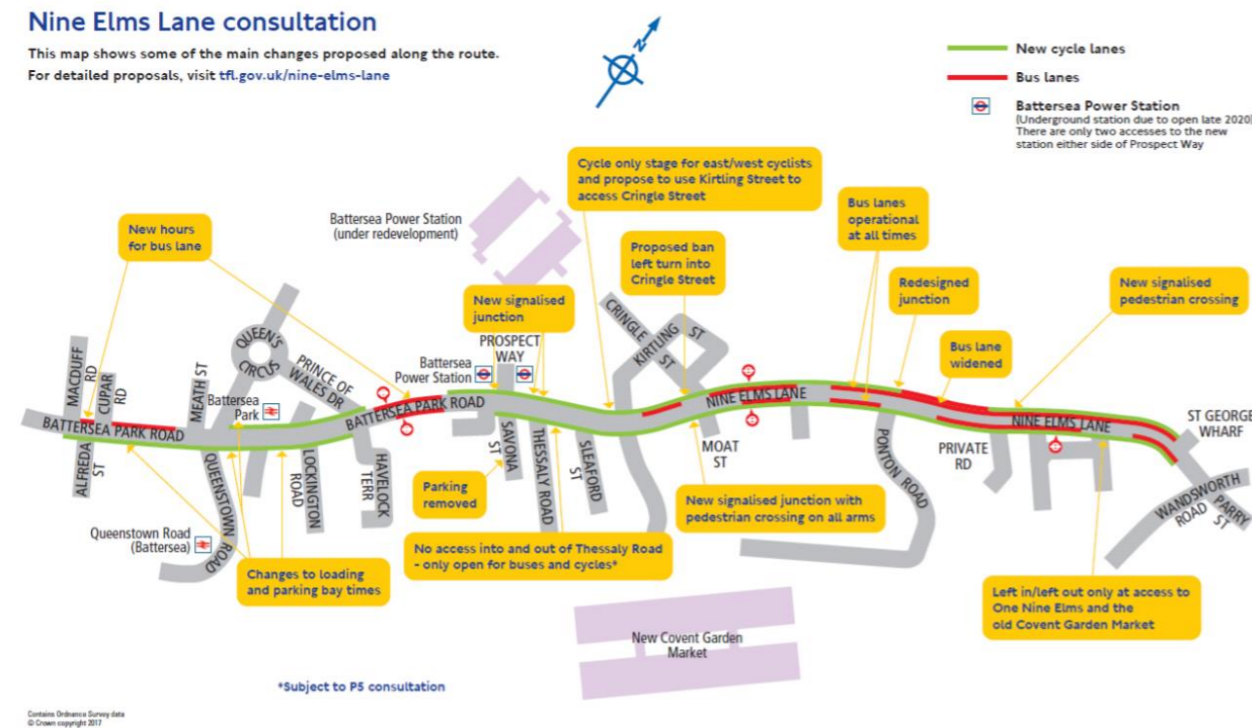 Nine Elms Lane consultation
This map shows some of the main changes proposed along the route.
For detailed proposals, visit tfl.gov.uk/nine-elms-lane
N
New cycle lanes
Bus lanes
Battersea Power Station
(Underground station due to open late 2020)
There are only two accesses to the new
station either side of Prospect Way
Cycle only stage for east/west cyclists
and propose to use Kirtling Street to
access Cringle Street
Battersea Power Station
(under redevelopment)
New hours
for bus lane
Bus lanes
operational
at all times
Proposed ban
left turn into
Cringle Street
Redesigned
junction
New signalised
pedestrian crossing
New signalised
junction
Bus lane
widened
MACDUFF
RD
CUPAR
RD
MEATH ST
QUEEN'S
CIRCUS
PRINCE OF
WALES DR
Battersea
Park
Battersea
Power Station
PROSPECT
WAY
CRINGLE
ST
KIRTLING ST
BATTERSEA PARK ROAD
BATTERSEA PARK ROAD
NINE ELMS LANE
NINE ELMS LANE
ST GEORGE
WHARF
ALFREDA
ST
QUEENSTOWN ROAD
LOCKINGTON
ROAD
HAVELOCK
TERR
SAVONA
ST
THESSALY ROAD
SLEAFORD
ST
MOAT
ST
PONTON ROAD
PRIVATE
RD
WANDSWORTH
ROAD
PARRY
ST
Queenstown Road
(Battersea)
Parking
removed
New signalised junction with
pedestrian crossing on all arms
No access into and out of Thessaly Road
- only open for buses and cycles*
Changes to loading
and parking bay times
Left in/left out only at access to
One Nine Elms and the
old Covent Garden Market
New Covent Garden
Market
*Subject to P5 consultation
Contains Ordnance Survey data
© Crown copyright 2017